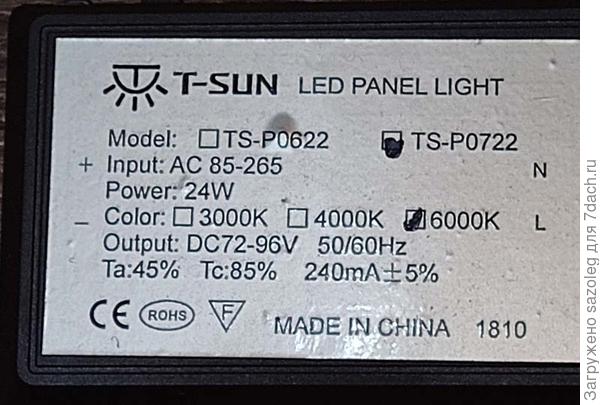 T-SUN LED PANEL LIGHT
Model: ☐TS-P0622 ☑TS-P0722
+ Input: AC 85-265 N
Power: 24W
− Color: ☐3000K ☐4000K ☑6000K L
Output: DC72-96V 50/60Hz
Ta:45% Tc:85% 240mA±5%
CE ROHS F MADE IN CHINA 1810
Загружено sazoleg для 7dach.ru